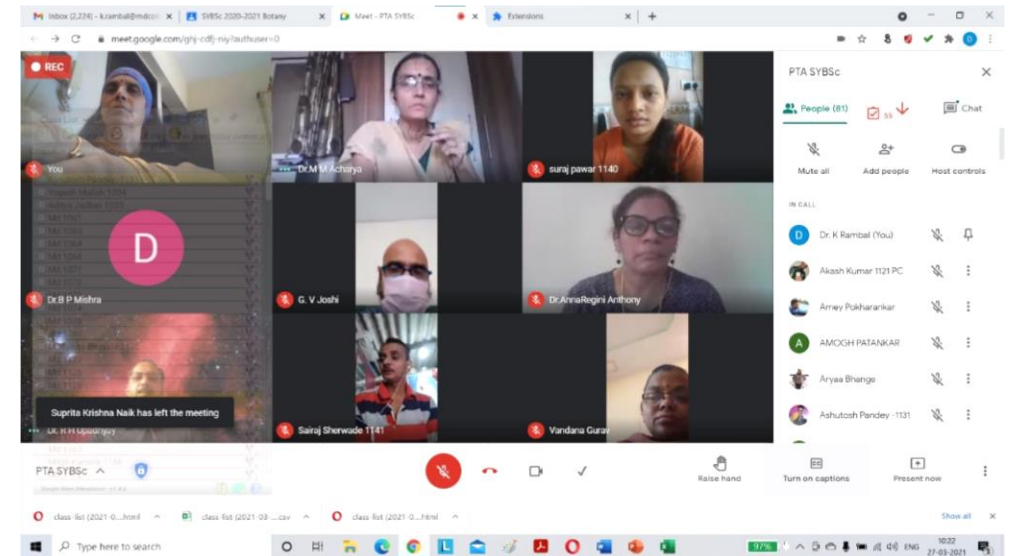 Inbox (2,224) - k.rambal@mdcol
SYBSc 2020-2021 Botany
Meet - PTA SYBSc
Extensions
meet.google.com/ghj-cdfj-niy?authuser=0
REC
You
Dr.M M Acharya
suraj pawar 1140
D
Dr.B P Mishra
G. V Joshi
Dr.AnnaRegini Anthony
Suprita Krishna Naik has left the meeting
Dr. R H Upadhyay
Sairaj Sherwade 1141
Vandana Gurav
PTA SYBSc
People (81)
55
Chat
Mute all
Add people
Host controls
IN CALL
D
Dr. K Rambal (You)
Akash Kumar 1121 PC
Amey Pokharankar
A
AMOGH PATANKAR
Aryaa Bhange
Ashutosh Pandey -1131
PTA SYBSc
Raise hand
Turn on captions
Present now
class-list (2021-0....html
class-list (2021-03-....csv
class-list (2021-0....html
Show all
Type here to search
97%
ENG
10:22
27-03-2021